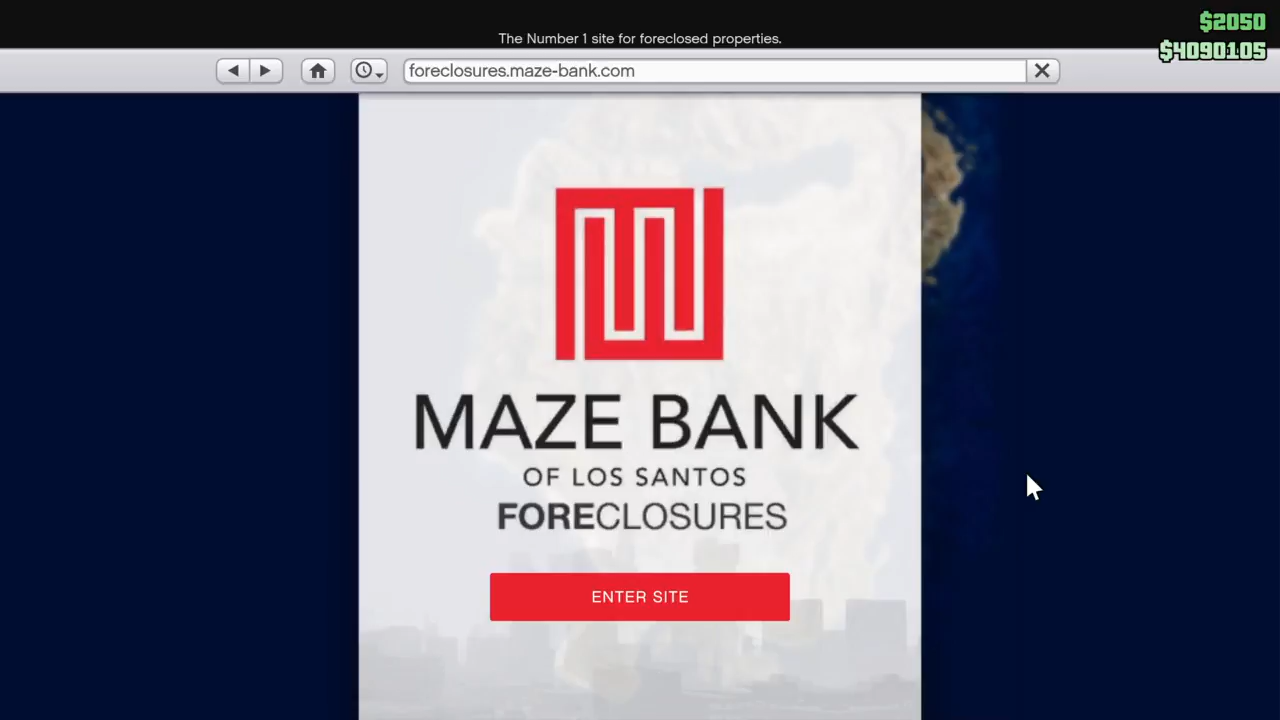 $2050
The Number 1 site for foreclosed properties.
$4090105
foreclosures.maze-bank.com
MAZE BANK
OF LOS SANTOS
FORECLOSURES
ENTER SITE